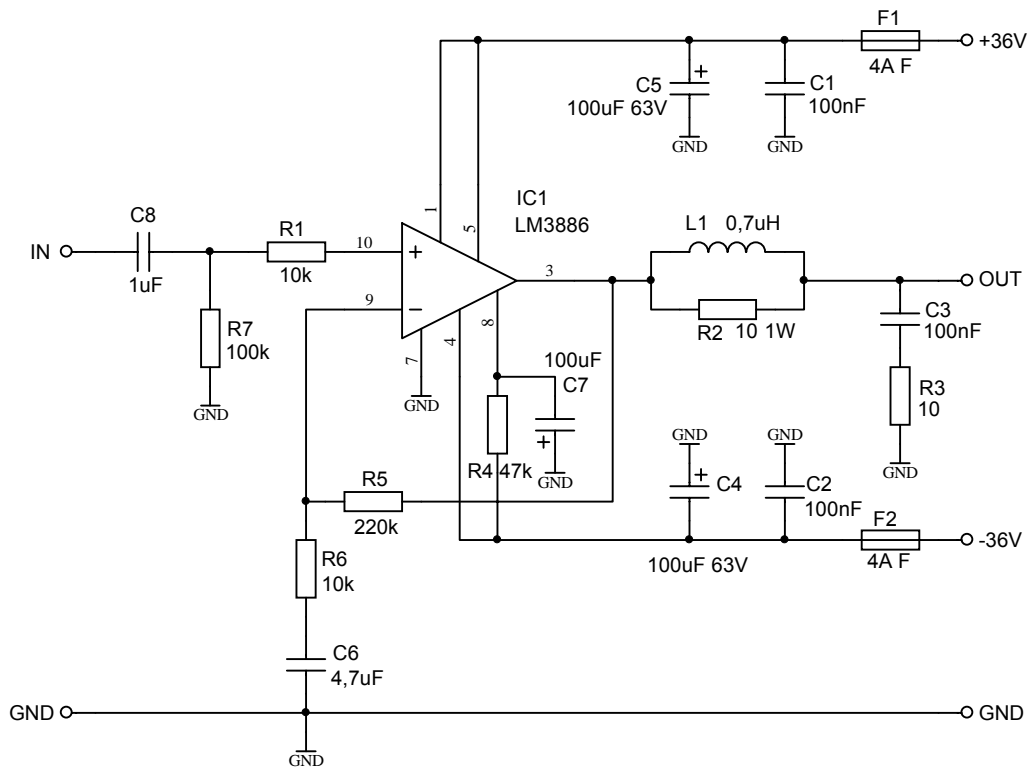 F1
+36V
4A F
C5
100uF 63V
C1
100nF
GND
GND
IC1
LM3886
1
5
C8
1uF
IN
R1
10k
10
9
3
L1 0,7uH
R2 10 1W
OUT
C3
100nF
R7
100k
GND
4
8
7
GND
100uF
C7
R3
10
GND
R4 47k
GND
GND
GND
C4
C2
100nF
100uF 63V
R5
220k
F2
4A F
-36V
R6
10k
C6
4,7uF
GND
GND
GND